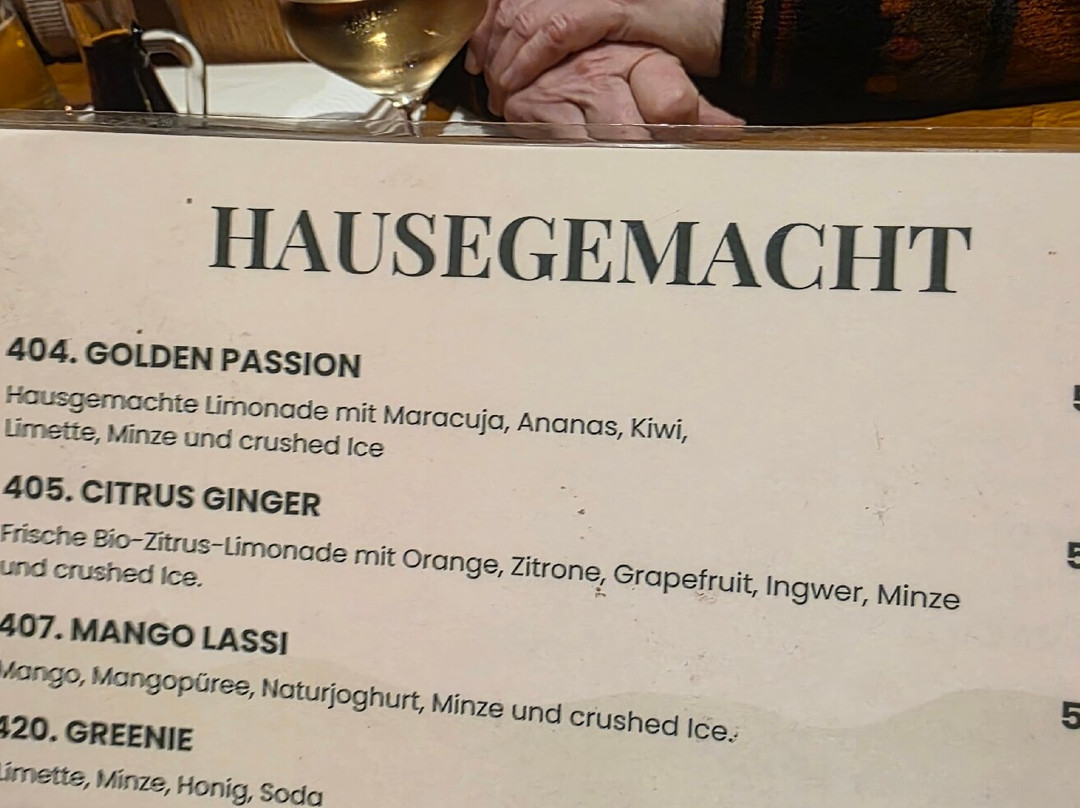 HAUSEGEMACHT
404. GOLDEN PASSION
Hausgemachte Limonade mit Maracuja, Ananas, Kiwi,
Limette, Minze und crushed Ice
405. CITRUS GINGER
Frische Bio-Zitrus-Limonade mit Orange, Zitrone, Grapefruit, Ingwer, Minze
und crushed Ice.
407. MANGO LASSI
Mango, Mangopüree, Naturjoghurt, Minze und crushed Ice.
420. GREENIE
Limette, Minze, Honig, Soda